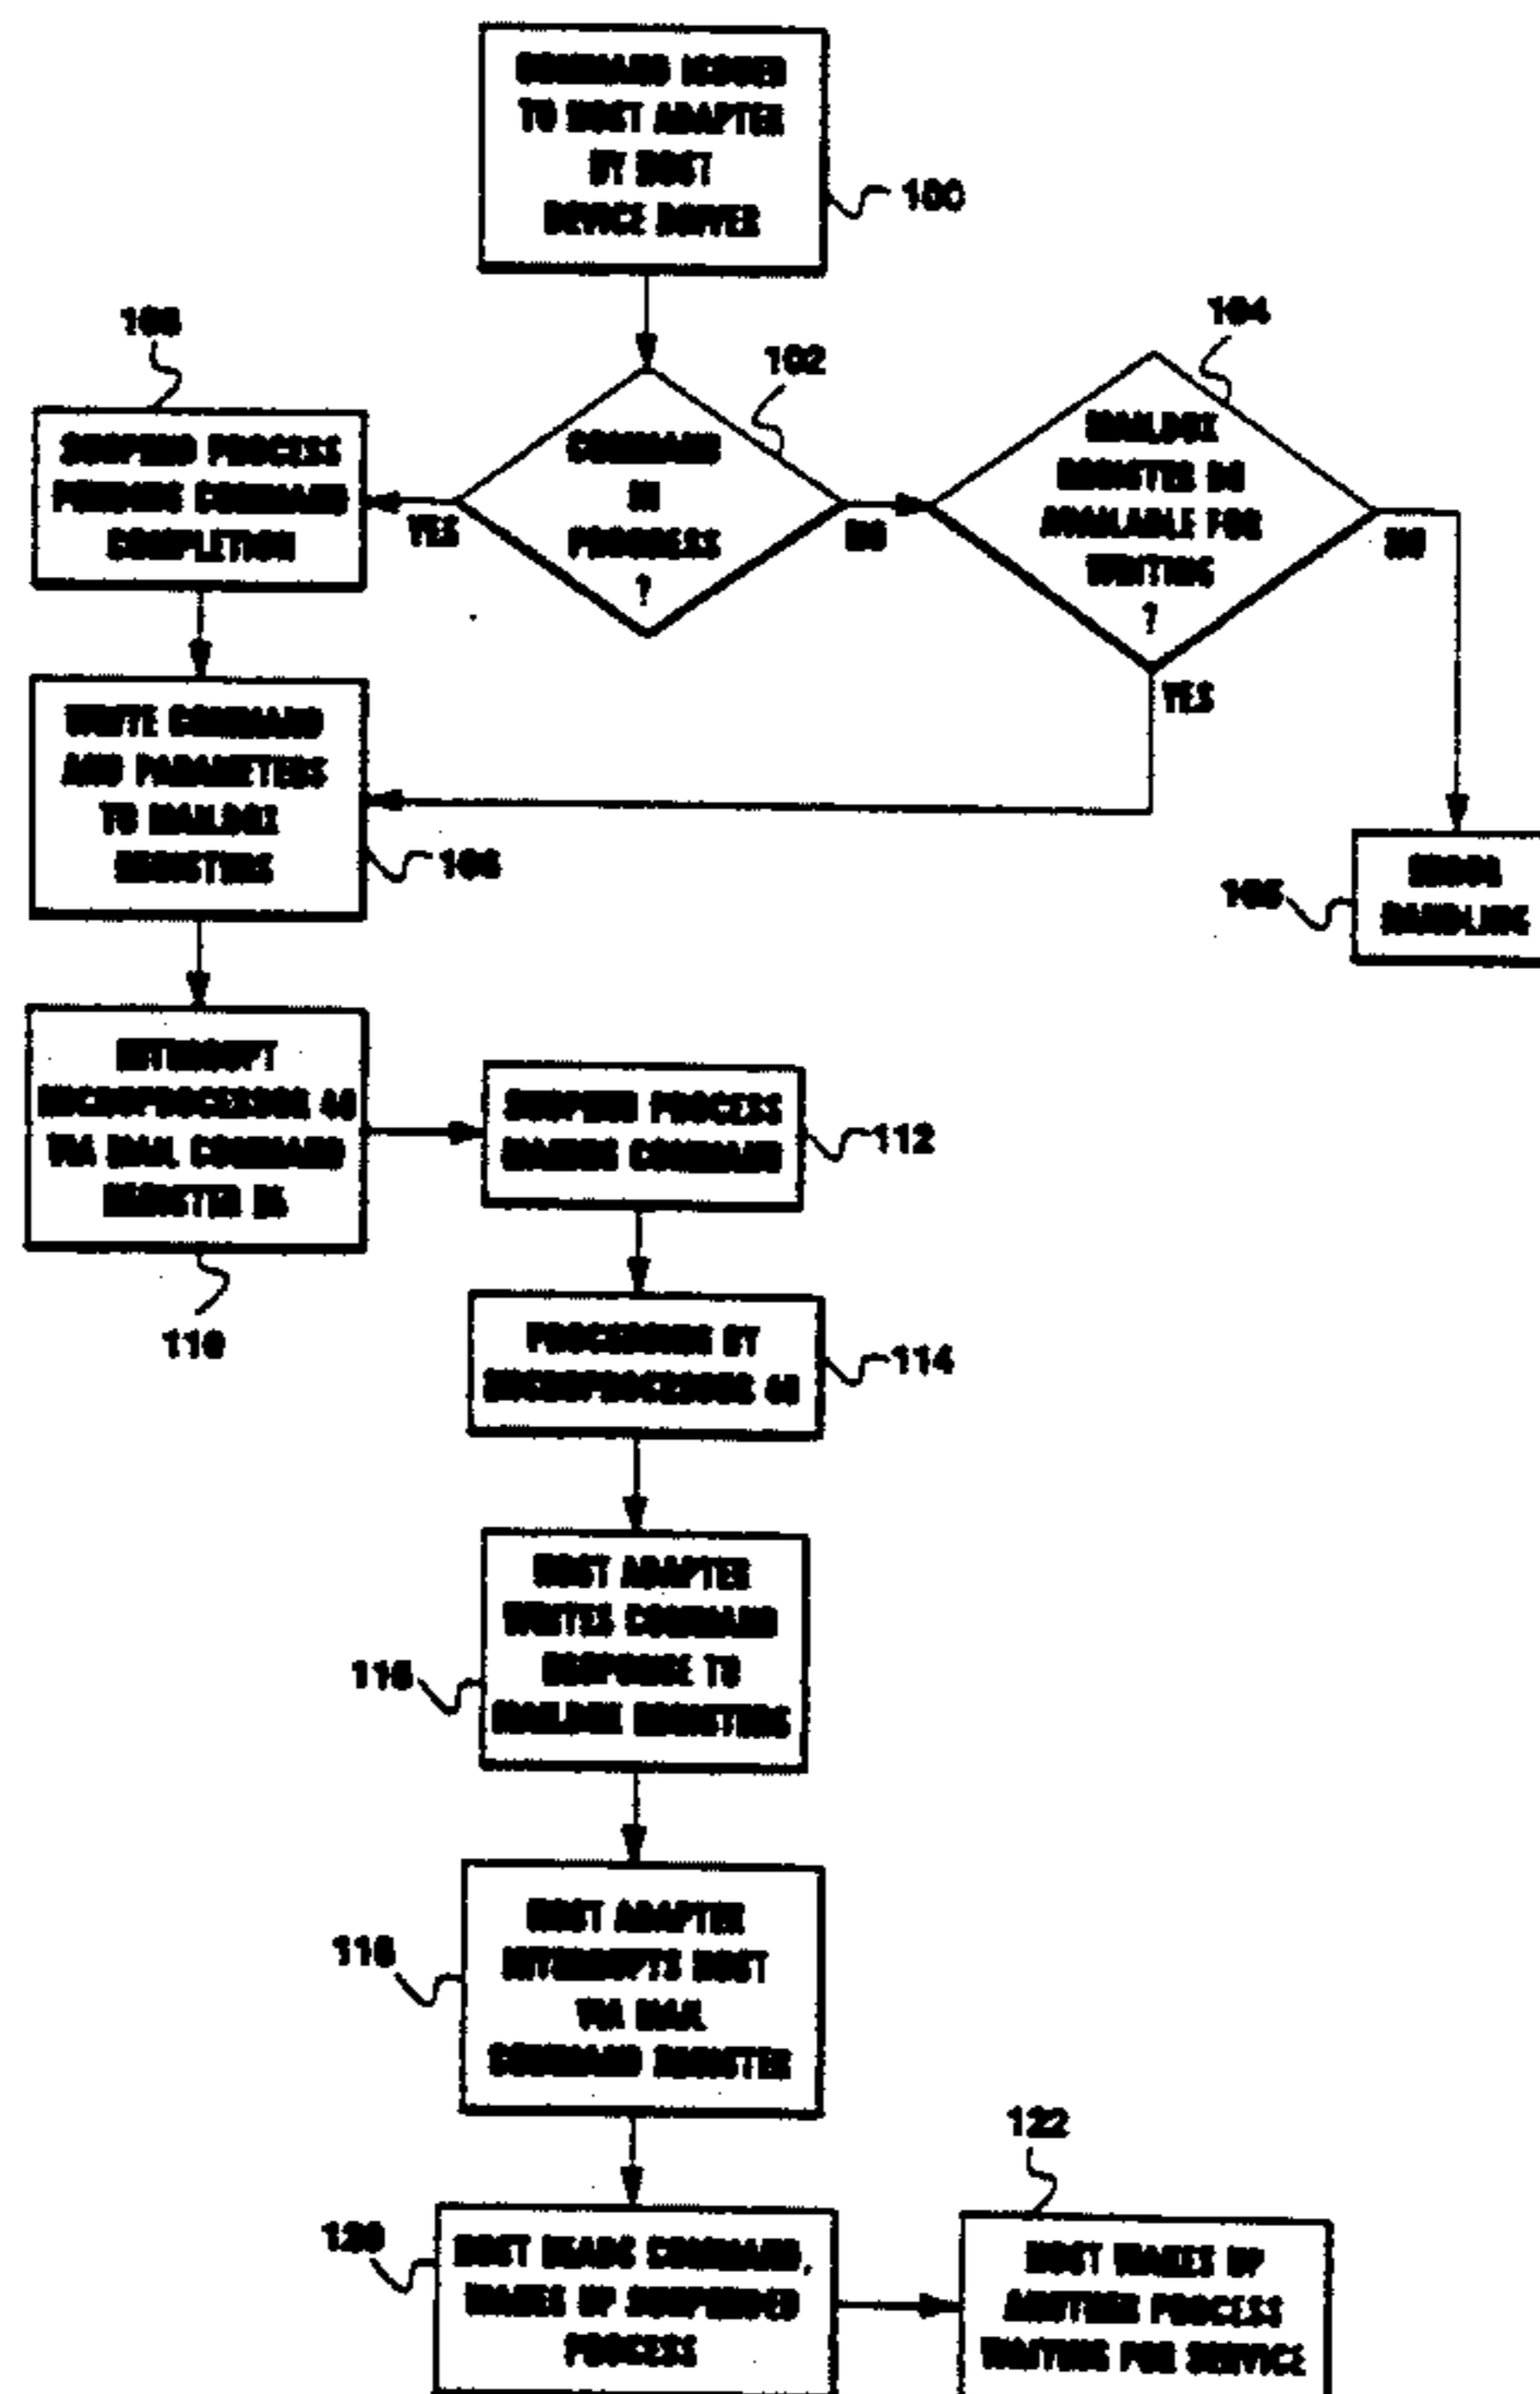 COMMAND ISSUED
TO HOST ADAPTER
BY HOST
DEVICE DRIVER
100
102
104
COMMAND
IN
PROGRESS
?
YES
NO
MAILBOX
REGISTER
AVAILABLE FOR
WRITING
?
NO
YES
SUSPEND PROCESS
PENDING COMMAND
COMPLETION
WRITE COMMAND
AND PARAMETERS
TO MAILBOX
REGISTERS
ERROR
HANDLING
INTERRUPT
MICROPROCESSOR
VIA MAIL COMMAND
REGISTER
110
SUSPEND PROCESS
MAKING COMMAND
112
PROCESSING BY
MICROPROCESSOR
114
HOST ADAPTER
WRITES COMMAND
RESPONSE TO
MAILBOX REGISTERS
HOST ADAPTER
INTERRUPTS HOST
VIA MAIL
COMMAND REGISTER
120
HOST READS COMMAND,
WAKES UP SUSPENDED
PROCESS
122
HOST WAKES UP
ANOTHER PROCESS
WAITING FOR SERVICE